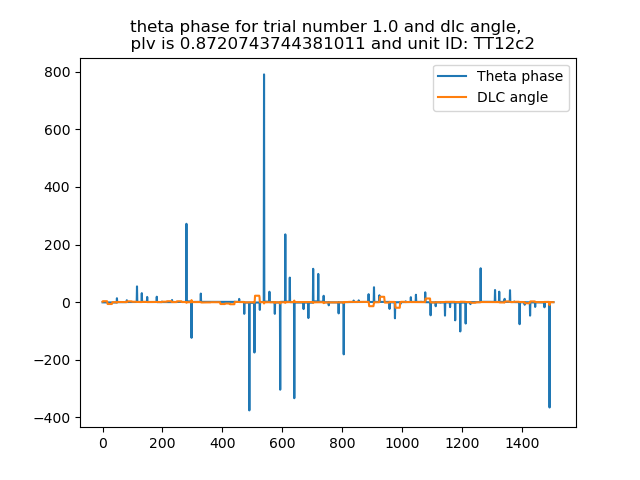 theta phase for trial number 1.0 and dlc angle,
plv is 0.8720743744381011 and unit ID: TT12c2
Theta phase
DLC angle
800
600
400
200
0
−200
−400
0 200 400 600 800 1000 1200 1400